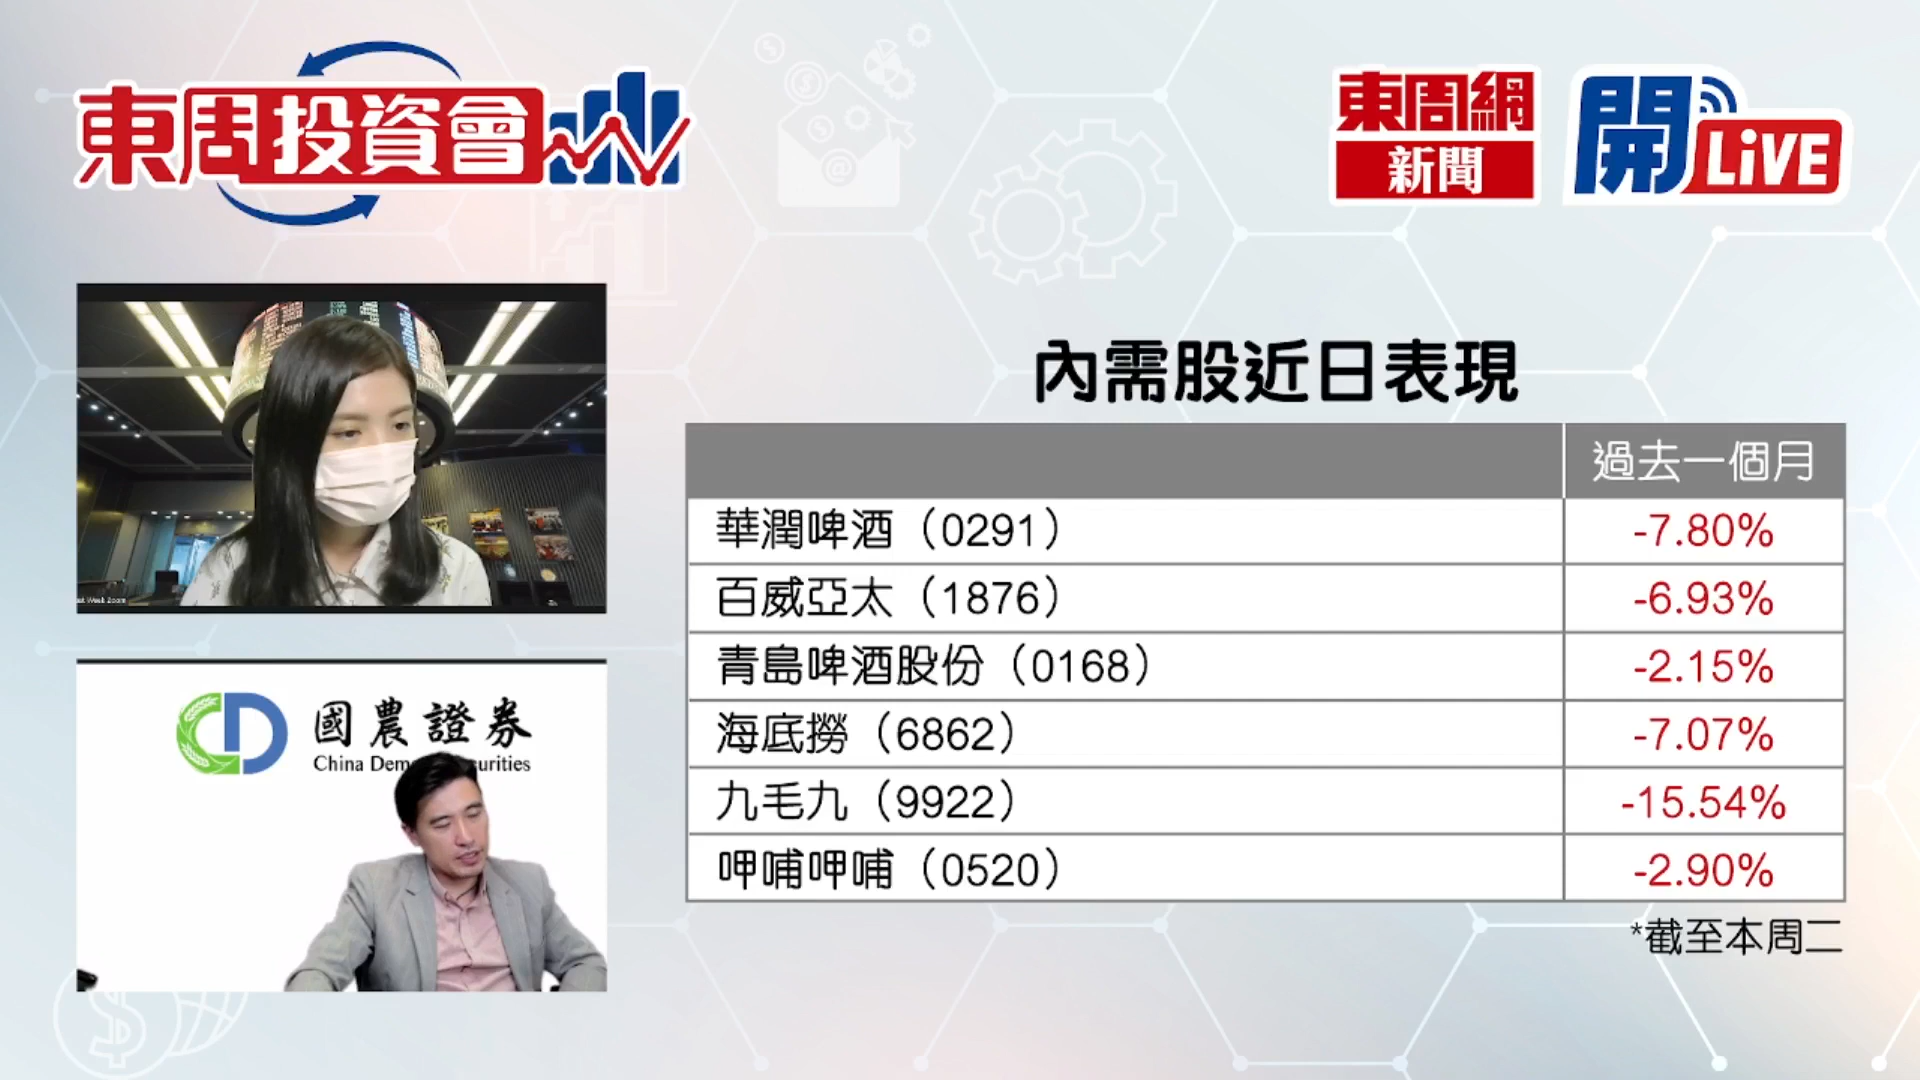 東周投資會
東周網
新聞
開LiVE
內需股近日表現
過去一個月
華潤啤酒（0291） -7.80%
百威亞太（1876） -6.93%
青島啤酒股份（0168） -2.15%
海底撈（6862） -7.07%
九毛九（9922） -15.54%
呷哺呷哺（0520） -2.90%
*截至本周二
國農證券
China Dem urities